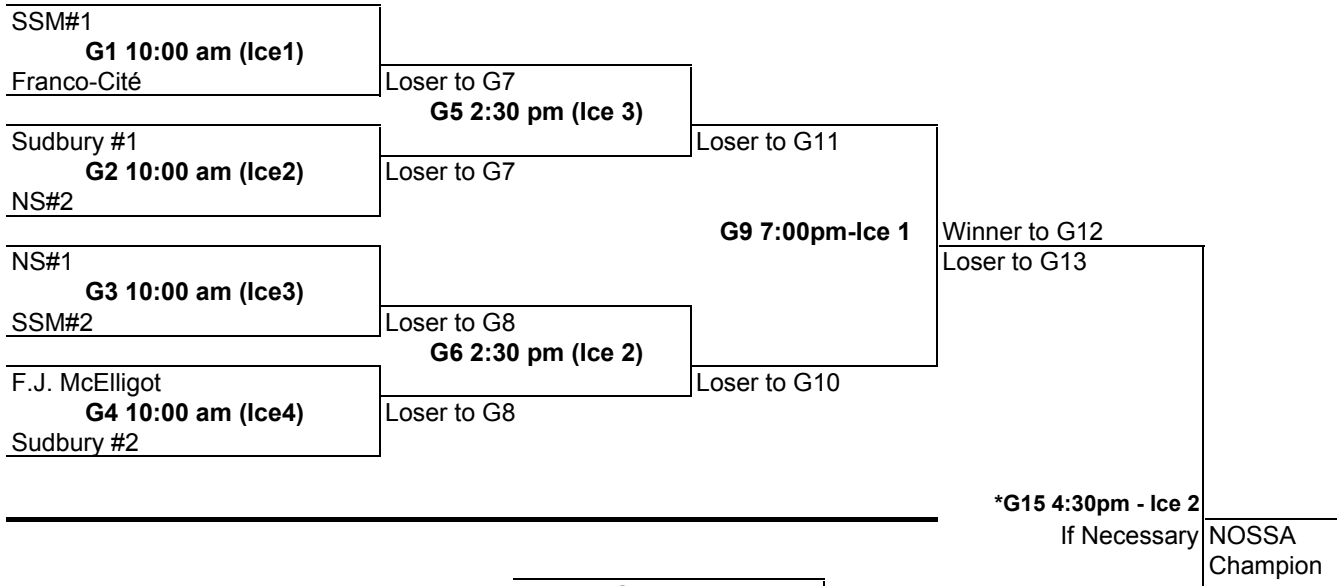 SSM#1
G1 10:00 am (Ice1)
Franco-Cité
Loser to G7
G5 2:30 pm (Ice 3)
Sudbury #1
Loser to G11
G2 10:00 am (Ice2)
Loser to G7
NS#2
G9 7:00pm-Ice 1
Winner to G12
NS#1
Loser to G13
G3 10:00 am (Ice3)
SSM#2
Loser to G8
G6 2:30 pm (Ice 2)
F.J. McElligot
Loser to G10
G4 10:00 am (Ice4)
Loser to G8
Sudbury #2
*G15 4:30pm - Ice 2
If Necessary
NOSSA
Champion